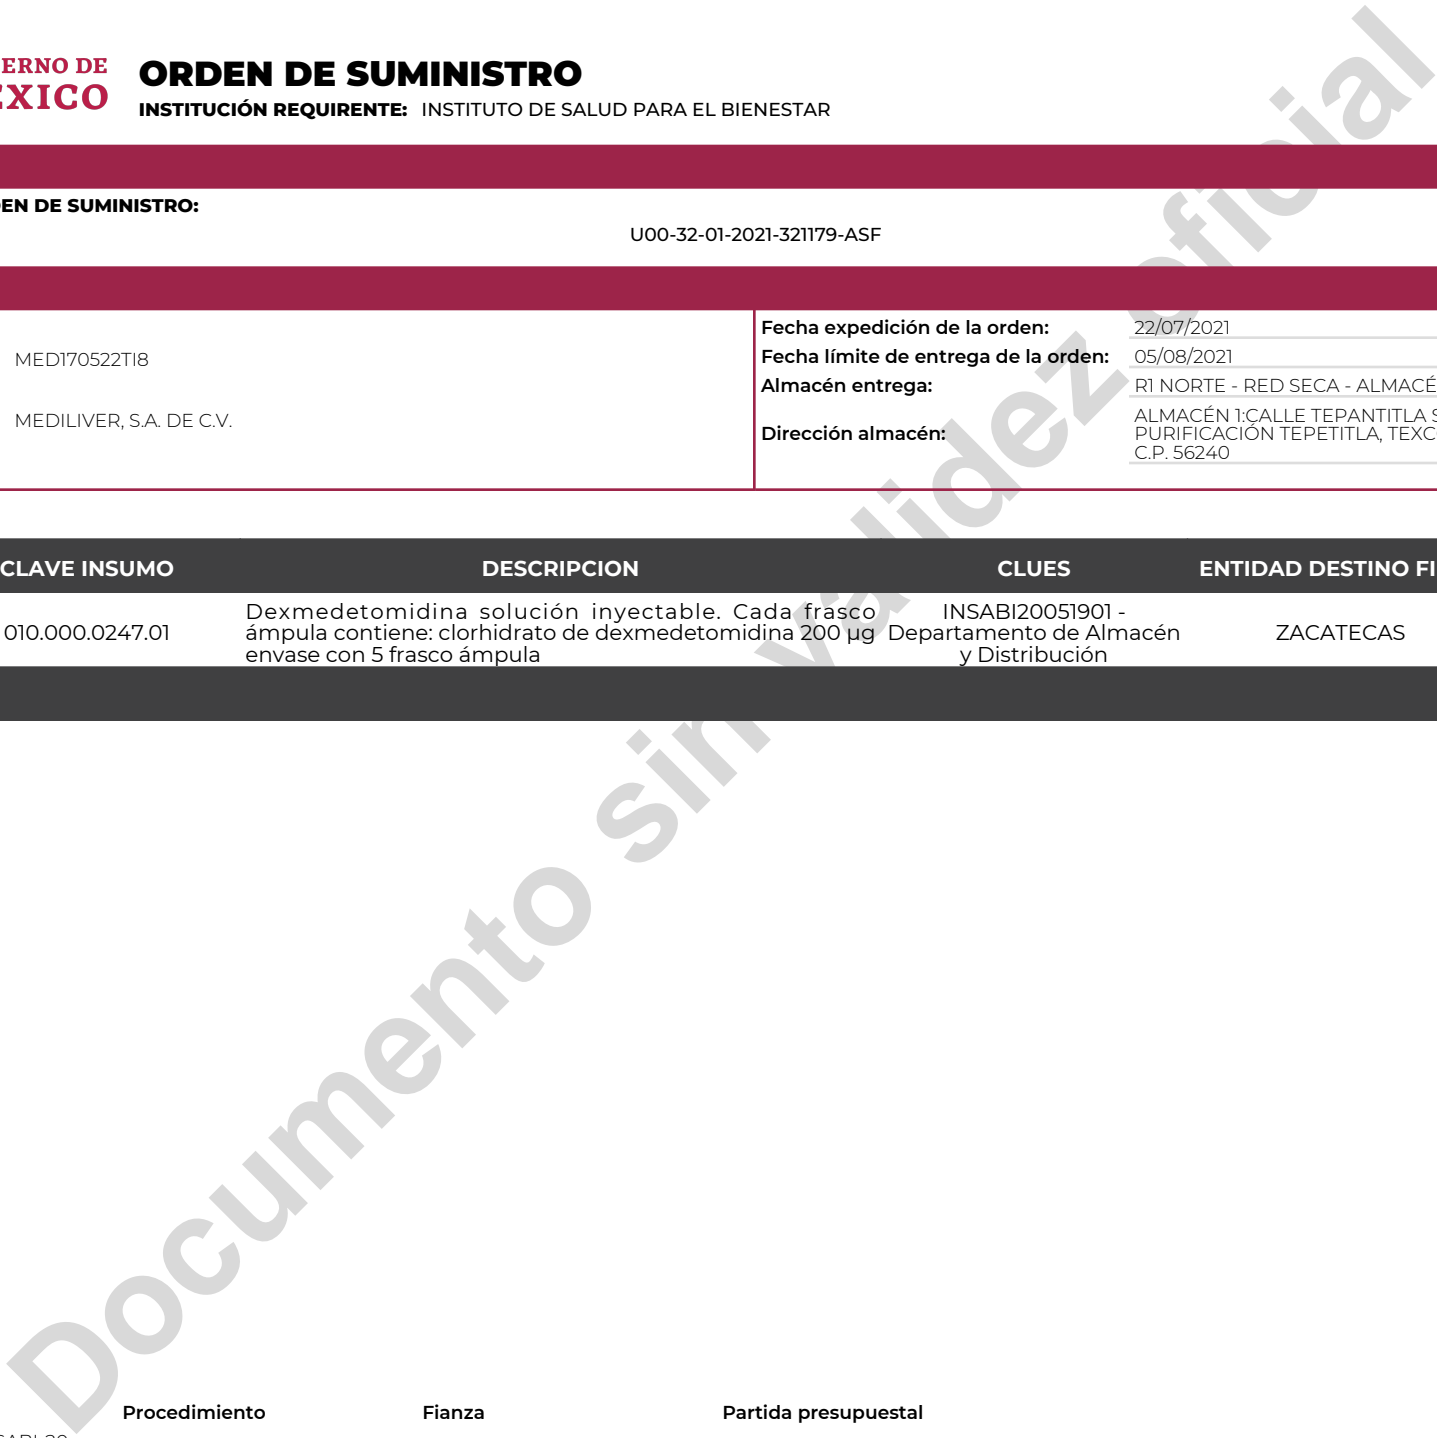 ERNO DE
EXICO
ORDEN DE SUMINISTRO
INSTITUCIÓN REQUIRENTE: INSTITUTO DE SALUD PARA EL BIENESTAR
EN DE SUMINISTRO:
U00-32-01-2021-321179-ASF
MED170522TI8
MEDILIVER, S.A. DE C.V.
Fecha expedición de la orden: 22/07/2021
Fecha límite de entrega de la orden: 05/08/2021
Almacén entrega: R1 NORTE - RED SECA - ALMACÉ
Dirección almacén: ALMACÉN 1:CALLE TEPANTITLA S
PURIFICACIÓN TEPETITLA, TEXC
C.P. 56240
CLAVE INSUMO DESCRIPCION CLUES ENTIDAD DESTINO FI
010.000.0247.01
Dexmedetomidina solución inyectable. Cada frasco
ámpula contiene: clorhidrato de dexmedetomidina 200 µg
envase con 5 frasco ámpula
INSABI20051901 -
Departamento de Almacén
y Distribución
ZACATECAS
Documento sin validez oficial
Procedimiento Fianza Partida presupuestal